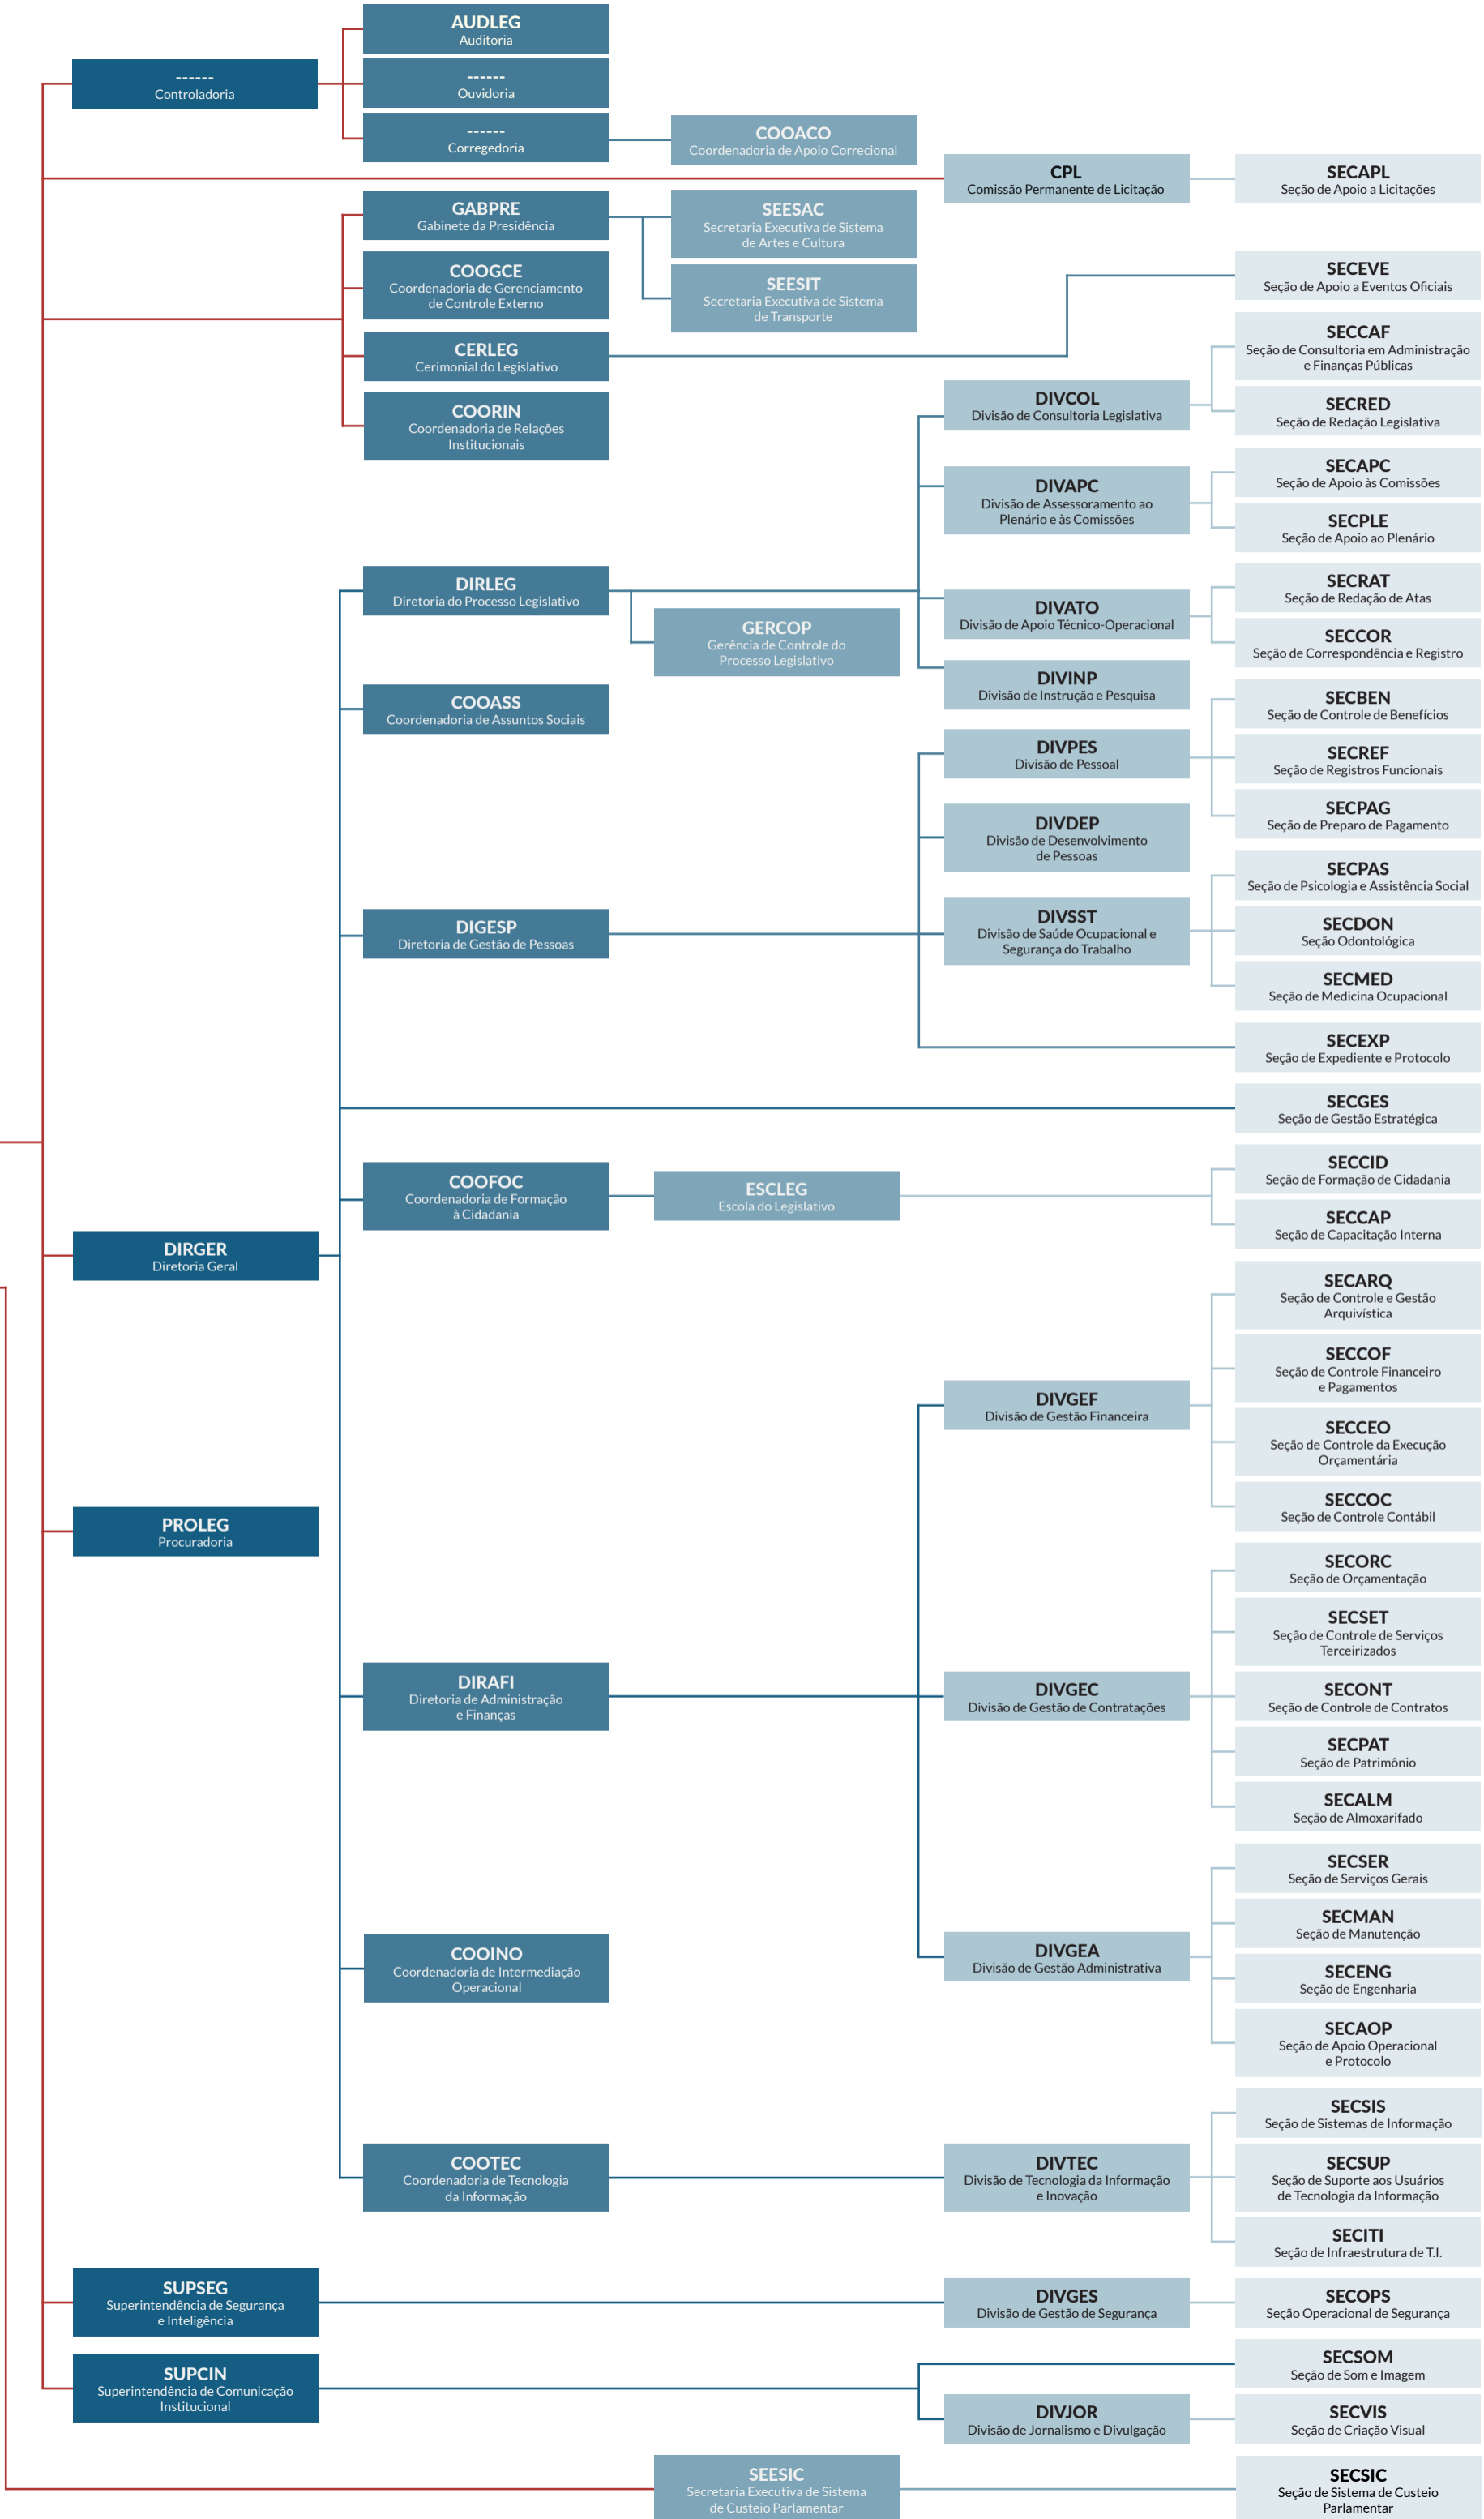 AUDLEG
Auditoria
------
Controladoria
------
Ouvidoria
------
Corregedoria
COOACO
Coordenadoria de Apoio Correcional
CPL
Comissão Permanente de Licitação
SECAPL
Seção de Apoio a Licitações
GABPRE
Gabinete da Presidência
SEESAC
Secretaria Executiva de Sistema
de Artes e Cultura
COOGCE
Coordenadoria de Gerenciamento
de Controle Externo
SEESIT
Secretaria Executiva de Sistema
de Transporte
SECEVE
Seção de Apoio a Eventos Oficiais
CERLEG
Cerimonial do Legislativo
SECCAF
Seção de Consultoria em Administração
e Finanças Públicas
COORIN
Coordenadoria de Relações
Institucionais
DIVCOL
Divisão de Consultoria Legislativa
SECRED
Seção de Redação Legislativa
DIVAPC
Divisão de Assessoramento ao
Plenário e às Comissões
SECAPC
Seção de Apoio às Comissões
SECPLE
Seção de Apoio ao Plenário
DIRLEG
Diretoria do Processo Legislativo
GERCOP
Gerência de Controle do
Processo Legislativo
DIVATO
Divisão de Apoio Técnico-Operacional
SECRAT
Seção de Redação de Atas
SECCOR
Seção de Correspondência e Registro
DIVINP
Divisão de Instrução e Pesquisa
COOASS
Coordenadoria de Assuntos Sociais
SECBEN
Seção de Controle de Benefícios
DIVPES
Divisão de Pessoal
SECREF
Seção de Registros Funcionais
SECPAG
Seção de Preparo de Pagamento
DIVDEP
Divisão de Desenvolvimento
de Pessoas
SECPAS
Seção de Psicologia e Assistência Social
DIGESP
Diretoria de Gestão de Pessoas
DIVSST
Divisão de Saúde Ocupacional e
Segurança do Trabalho
SECDON
Seção Odontológica
SECMED
Seção de Medicina Ocupacional
SECEXP
Seção de Expediente e Protocolo
SECGES
Seção de Gestão Estratégica
COOFOC
Coordenadoria de Formação
à Cidadania
ESCLEG
Escola do Legislativo
SECCID
Seção de Formação de Cidadania
SECCAP
Seção de Capacitação Interna
DIRGER
Diretoria Geral
SECARQ
Seção de Controle e Gestão
Arquivística
SECCOF
Seção de Controle Financeiro
e Pagamentos
DIVGEF
Divisão de Gestão Financeira
SECCEO
Seção de Controle da Execução
Orçamentária
SECCOC
Seção de Controle Contábil
PROLEG
Procuradoria
SECORC
Seção de Orçamentação
SECSET
Seção de Controle de Serviços
Terceirizados
DIRAFI
Diretoria de Administração
e Finanças
DIVGEC
Divisão de Gestão de Contratações
SECONT
Seção de Controle de Contratos
SECPAT
Seção de Patrimônio
SECALM
Seção de Almoxarifado
SECSER
Seção de Serviços Gerais
SECMAN
Seção de Manutenção
COOINO
Coordenadoria de Intermediação
Operacional
DIVGEA
Divisão de Gestão Administrativa
SECENG
Seção de Engenharia
SECAOP
Seção de Apoio Operacional
e Protocolo
SECSIS
Seção de Sistemas de Informação
COOTEC
Coordenadoria de Tecnologia
da Informação
DIVTEC
Divisão de Tecnologia da Informação
e Inovação
SECSUP
Seção de Suporte aos Usuários
de Tecnologia da Informação
SECITI
Seção de Infraestrutura de T.I.
SUPSEG
Superintendência de Segurança
e Inteligência
DIVGES
Divisão de Gestão de Segurança
SECOPS
Seção Operacional de Segurança
SUPCIN
Superintendência de Comunicação
Institucional
SECSOM
Seção de Som e Imagem
DIVJOR
Divisão de Jornalismo e Divulgação
SECVIS
Seção de Criação Visual
SEESIC
Secretaria Executiva de Sistema
de Custeio Parlamentar
SECSIC
Seção de Sistema de Custeio
Parlamentar